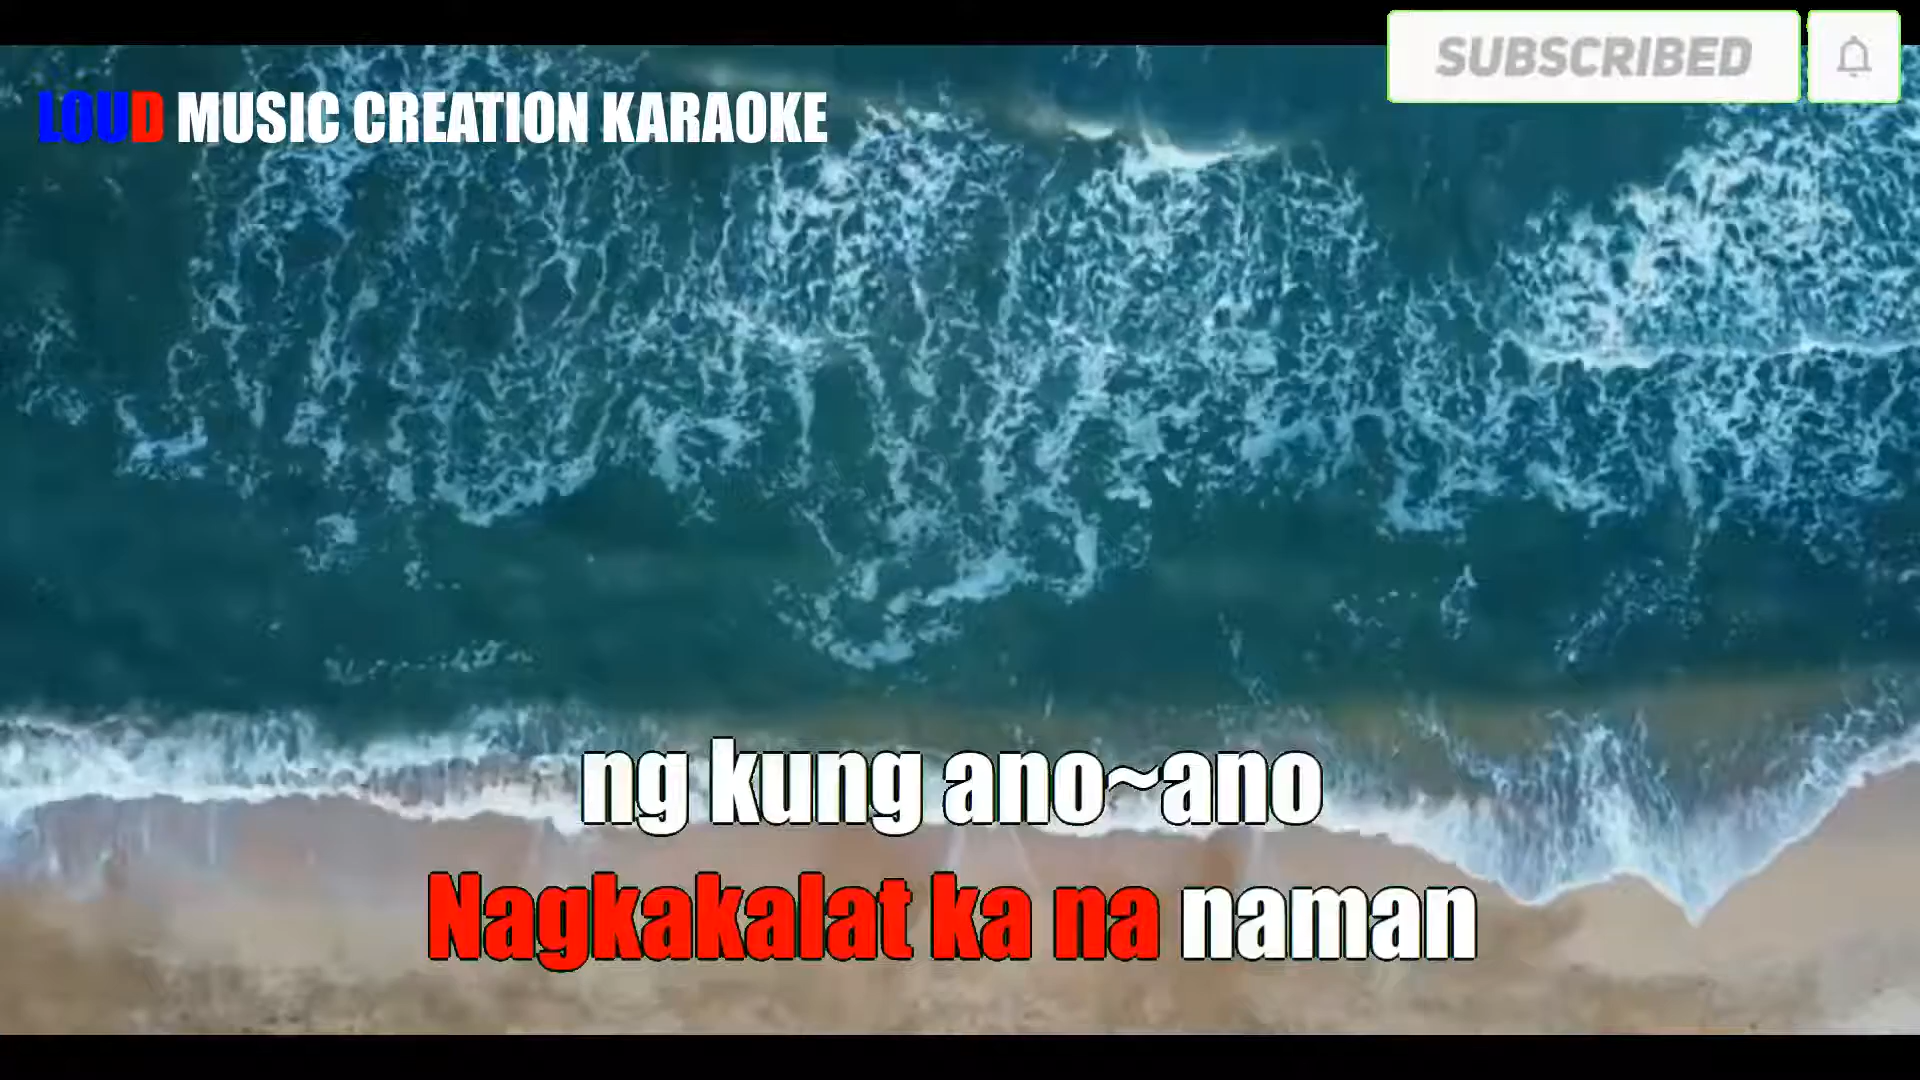 SUBSCRIBED
LOUD MUSIC CREATION KARAOKE
ng kung ano~ano
Nagkakalat ka na naman